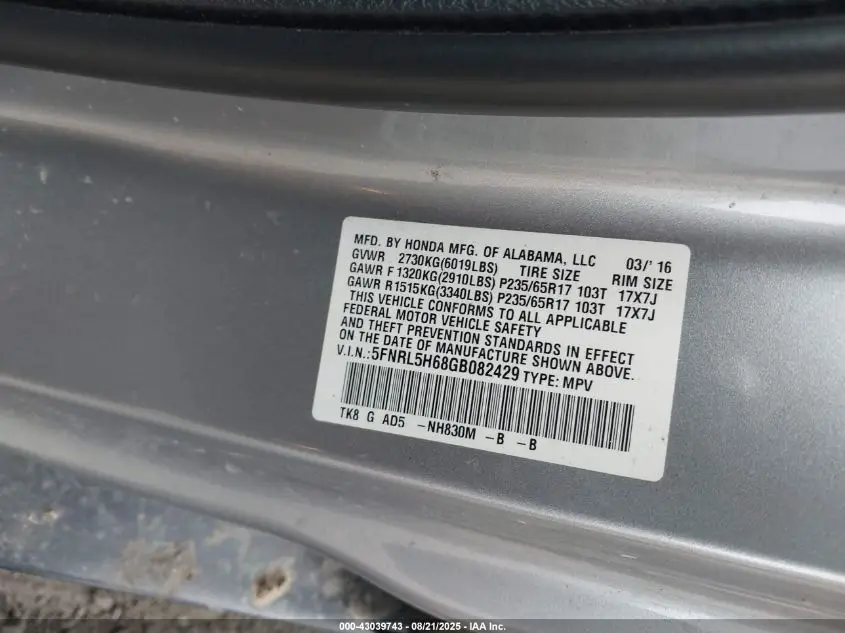 MFD. BY HONDA MFG. OF ALABAMA, LLC 03/'16
GVWR 2730KG(6019LBS) TIRE SIZE RIM SIZE
GAWR F 1320KG(2910LBS) P235/65R17 103T 17X7J
GAWR R1515KG(3340LBS) P235/65R17 103T 17X7J
THIS VEHICLE CONFORMS TO ALL APPLICABLE
FEDERAL MOTOR VEHICLE SAFETY
AND THEFT PREVENTION STANDARDS IN EFFECT
ON THE DATE OF MANUFACTURE SHOWN ABOVE.
V.I.N.:5FNRL5H68GB082429 TYPE: MPV
TK8 G AD5 -NH830M -B -B
000-43039743 - 08/21/2025 - IAA Inc.